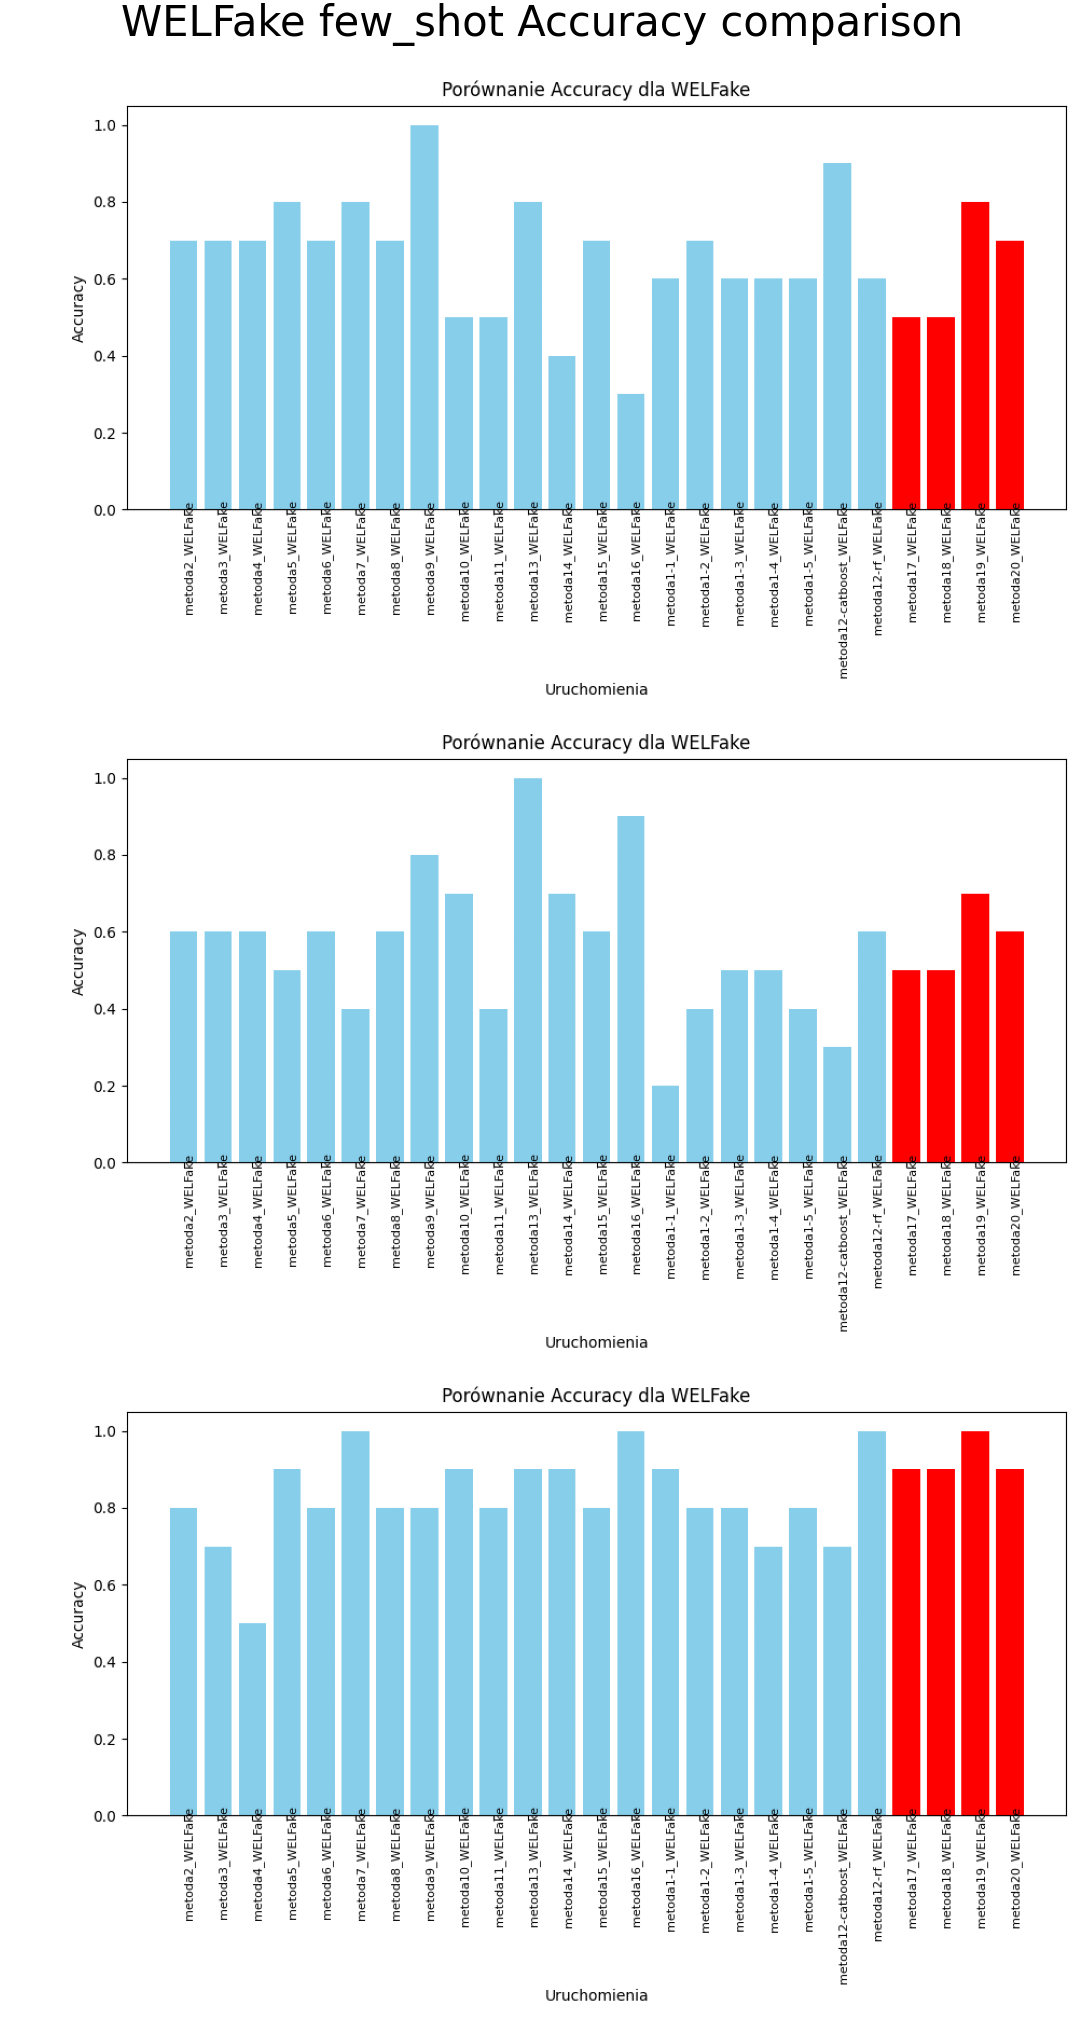 WELFake few_shot Accuracy comparison
Porównanie Accuracy dla WELFake
1.0
0.8
0.6
0.4
0.2
0.0
Accuracy
metoda2_WELFake
metoda3_WELFake
metoda4_WELFake
metoda5_WELFake
metoda6_WELFake
metoda7_WELFake
metoda8_WELFake
metoda9_WELFake
metoda10_WELFake
metoda11_WELFake
metoda13_WELFake
metoda14_WELFake
metoda15_WELFake
metoda16_WELFake
metoda1-1_WELFake
metoda1-2_WELFake
metoda1-3_WELFake
metoda1-4_WELFake
metoda1-5_WELFake
metoda12-catboost_WELFake
metoda12-rf_WELFake
metoda17_WELFake
metoda18_WELFake
metoda19_WELFake
metoda20_WELFake
Uruchomienia
Porównanie Accuracy dla WELFake
1.0
0.8
0.6
0.4
0.2
0.0
Accuracy
metoda2_WELFake
metoda3_WELFake
metoda4_WELFake
metoda5_WELFake
metoda6_WELFake
metoda7_WELFake
metoda8_WELFake
metoda9_WELFake
metoda10_WELFake
metoda11_WELFake
metoda13_WELFake
metoda14_WELFake
metoda15_WELFake
metoda16_WELFake
metoda1-1_WELFake
metoda1-2_WELFake
metoda1-3_WELFake
metoda1-4_WELFake
metoda1-5_WELFake
metoda12-catboost_WELFake
metoda12-rf_WELFake
metoda17_WELFake
metoda18_WELFake
metoda19_WELFake
metoda20_WELFake
Uruchomienia
Porównanie Accuracy dla WELFake
1.0
0.8
0.6
0.4
0.2
0.0
Accuracy
metoda2_WELFake
metoda3_WELFake
metoda4_WELFake
metoda5_WELFake
metoda6_WELFake
metoda7_WELFake
metoda8_WELFake
metoda9_WELFake
metoda10_WELFake
metoda11_WELFake
metoda13_WELFake
metoda14_WELFake
metoda15_WELFake
metoda16_WELFake
metoda1-1_WELFake
metoda1-2_WELFake
metoda1-3_WELFake
metoda1-4_WELFake
metoda1-5_WELFake
metoda12-catboost_WELFake
metoda12-rf_WELFake
metoda17_WELFake
metoda18_WELFake
metoda19_WELFake
metoda20_WELFake
Uruchomienia